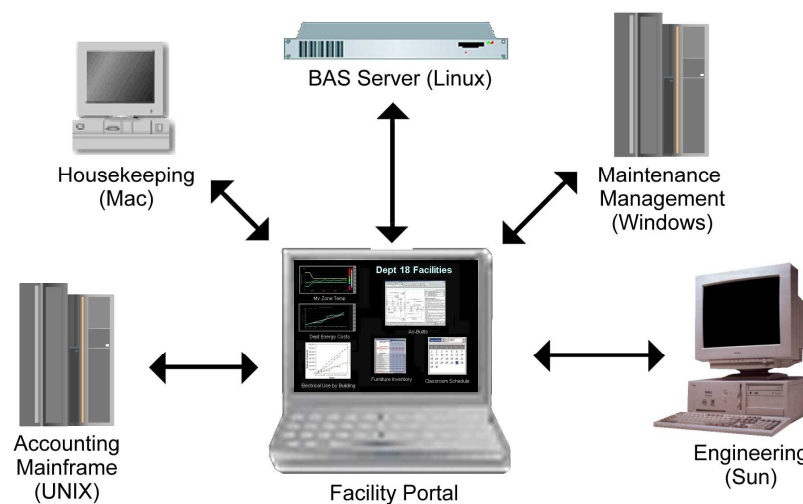 BAS Server (Linux)
Housekeeping
(Mac)
Maintenance
Management
(Windows)
Dept 18 Facilities
My Zone Temp
As-Builts
Dept Energy Costs
Electrical Use by Building
Furniture Inventory
Classroom Schedule
Accounting
Mainframe
(UNIX)
Facility Portal
Engineering
(Sun)